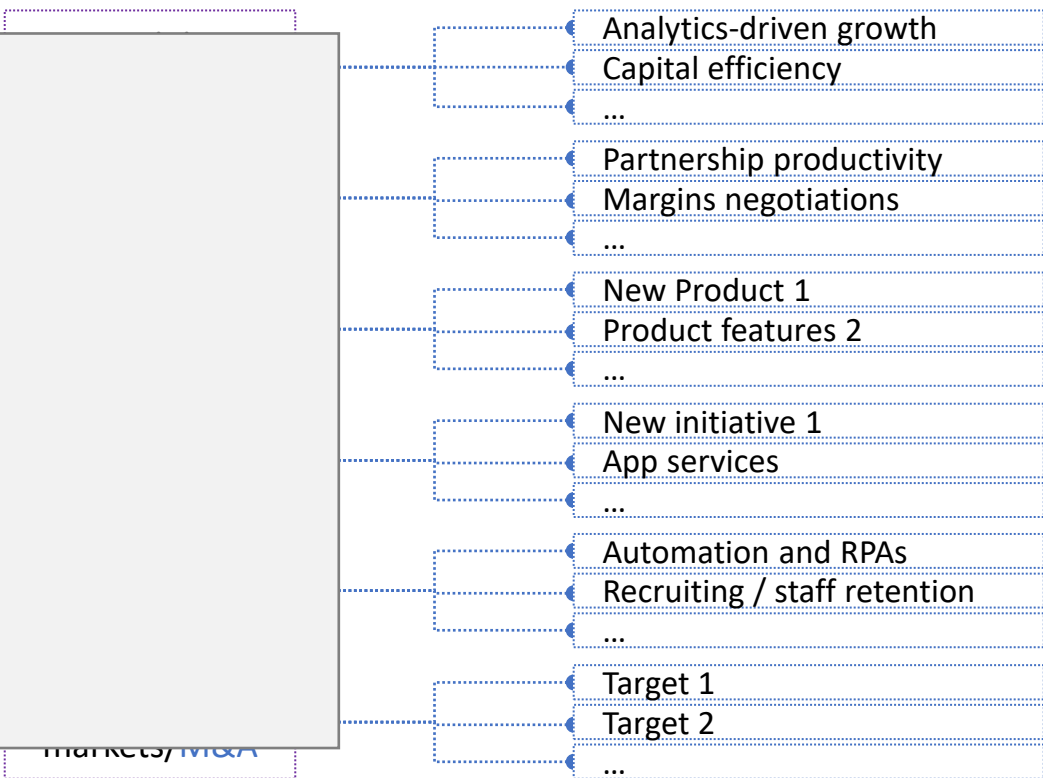 Analytics-driven growth
Capital efficiency
...
Partnership productivity
Margins negotiations
...
New Product 1
Product features 2
...
New initiative 1
App services
...
Automation and RPAs
Recruiting / staff retention
...
Target 1
Target 2
...
markets/M&A